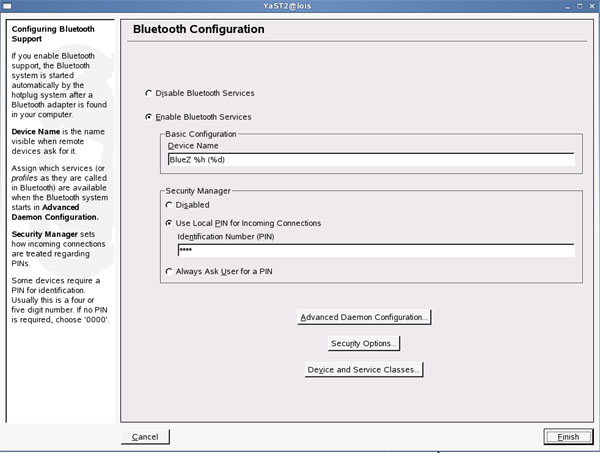 YaST2@lois
Configuring Bluetooth
Support
If you enable Bluetooth
support, the Bluetooth
system is started
automatically by the
hotplug system after a
Bluetooth adapter is found
in your computer.
Device Name is the name
visible when remote
devices ask for it.
Assign which services (or
profiles as they are called
in Bluetooth) are available
when the Bluetooth system
starts in Advanced
Daemon Configuration.
Security Manager sets
how incoming connections
are treated regarding
PINs.
Some devices require a
PIN for identification.
Usually this is a four or
five digit number. If no PIN
is required, choose '0000'.
Bluetooth Configuration
Disable Bluetooth Services
Enable Bluetooth Services
Basic Configuration
Device Name
BlueZ %h (%d)
Security Manager
Disabled
Use Local PIN for Incoming Connections
Identification Number (PIN)
****
Always Ask User for a PIN
Advanced Daemon Configuration...
Security Options...
Device and Service Classes...
Cancel
Finish